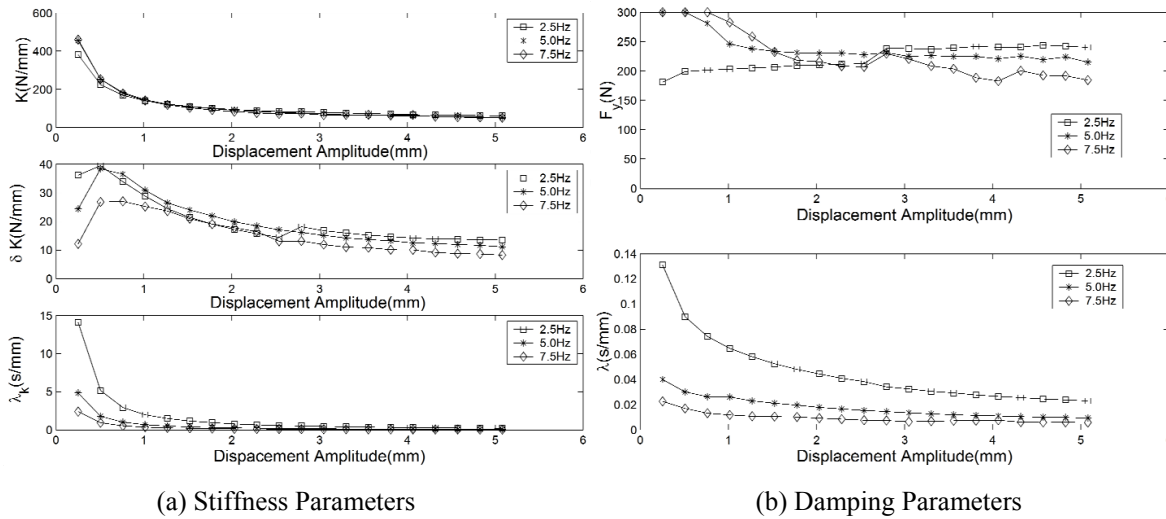 600
400
200
0
K(N/mm)
2.5Hz
5.0Hz
7.5Hz
0 1 2 3 4 5 6
Displacement Amplitude(mm)
40
30
20
10
0
δ K(N/mm)
2.5Hz
5.0Hz
7.5Hz
0 1 2 3 4 5 6
Displacement Amplitude(mm)
15
10
5
0
λk(s/mm)
2.5Hz
5.0Hz
7.5Hz
0 1 2 3 4 5 6
Dispacement Amplitude(mm)
(a) Stiffness Parameters
300
250
200
150
100
50
0
Fy(N)
2.5Hz
5.0Hz
7.5Hz
0 1 2 3 4 5
Displacement Amplitude(mm)
0.14
0.12
0.1
0.08
0.06
0.04
0.02
0
λ(s/mm)
2.5Hz
5.0Hz
7.5Hz
0 1 2 3 4 5
Displacement Amplitude(mm)
(b) Damping Parameters